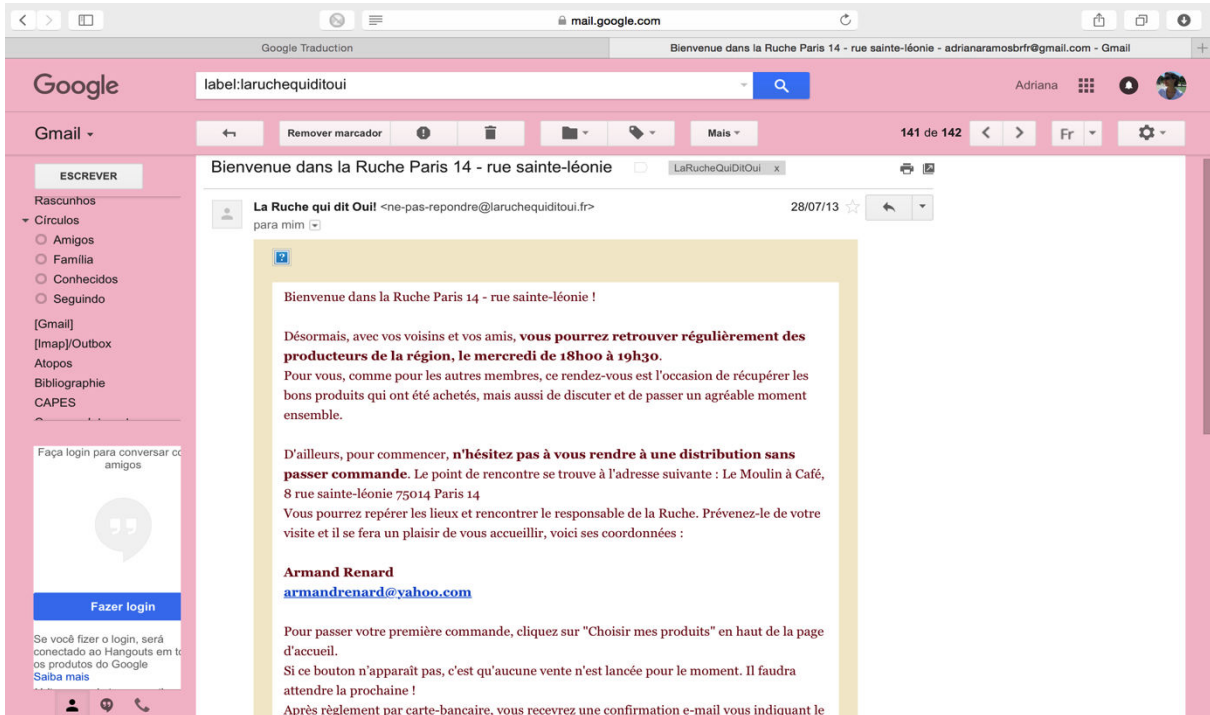 mail.google.com
Google Traduction
Bienvenue dans la Ruche Paris 14 - rue sainte-léonie - adrianaramosbrfr@gmail.com - Gmail
Google
label:laruchequiditoui
Adriana
Gmail
Remover marcador
Mais
141 de 142
Fr
ESCREVER
Rascunhos
Círculos
Amigos
Família
Conhecidos
Seguindo
[Gmail]
[Imap]/Outbox
Atopos
Bibliographie
CAPES
Faça login para conversar
amigos
Fazer login
Se você fizer o login, será
conectado ao Hangouts em
os produtos do Google
Saiba mais
Bienvenue dans la Ruche Paris 14 - rue sainte-léonie
LaRucheQuiDitOui x
La Ruche qui dit Oui! <ne-pas-repondre@laruchequiditoui.fr>
28/07/13
para mim
Bienvenue dans la Ruche Paris 14 - rue sainte-léonie !
Désormais, avec vos voisins et vos amis, vous pourrez retrouver régulièrement des
producteurs de la région, le mercredi de 18h00 à 19h30.
Pour vous, comme pour les autres membres, ce rendez-vous est l'occasion de récupérer les
bons produits qui ont été achetés, mais aussi de discuter et de passer un agréable moment
ensemble.
D'ailleurs, pour commencer, n'hésitez pas à vous rendre à une distribution sans
passer commande. Le point de rencontre se trouve à l'adresse suivante : Le Moulin à Café,
8 rue sainte-léonie 75014 Paris 14
Vous pourrez repérer les lieux et rencontrer le responsable de la Ruche. Prévenez-le de votre
visite et il se fera un plaisir de vous accueillir, voici ses coordonnées :
Armand Renard
armandrenard@yahoo.com
Pour passer votre première commande, cliquez sur "Choisir mes produits" en haut de la page
d'accueil.
Si ce bouton n'apparaît pas, c'est qu'aucune vente n'est lancée pour le moment. Il faudra
attendre la prochaine !
Après règlement par carte-bancaire, vous recevrez une confirmation e-mail vous indiquant le